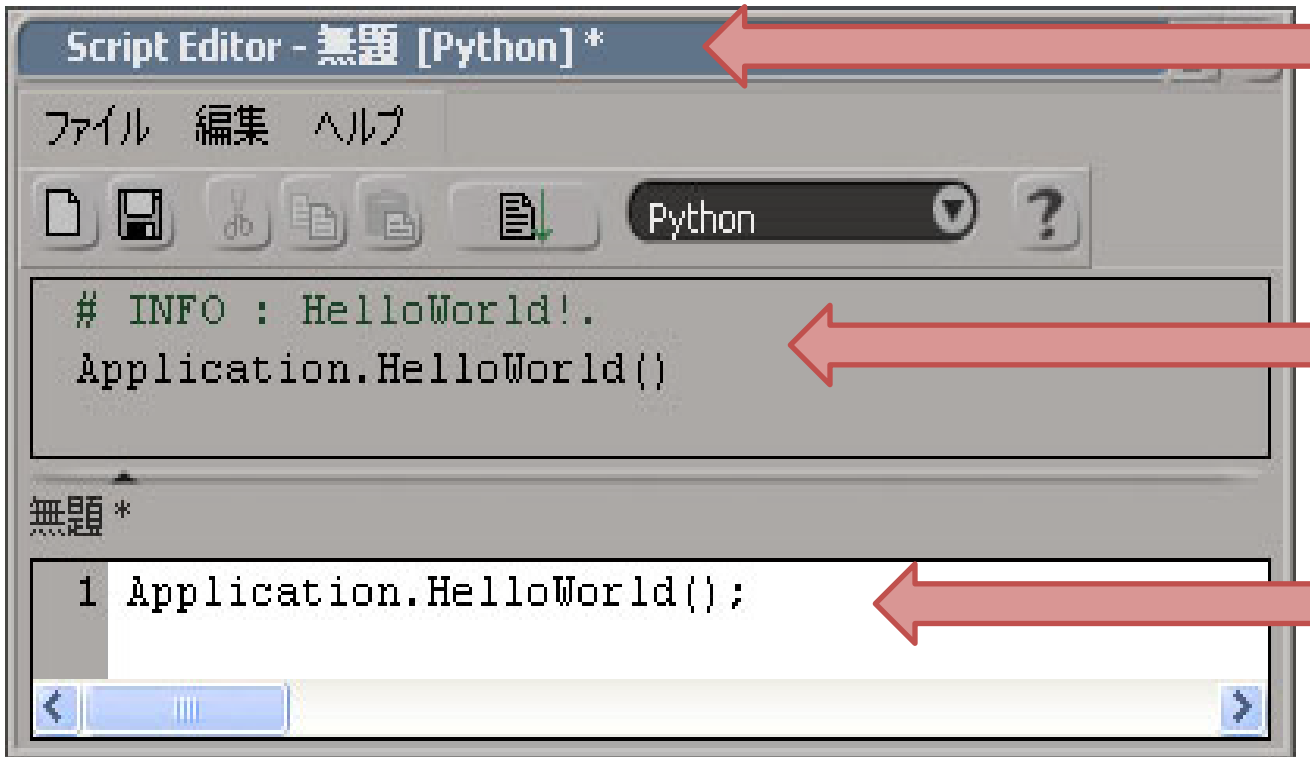 Script Editor - 無題 [Python] *
ファイル 編集 ヘルプ
Python ?
# INFO : HelloWorld!.
Application.HelloWorld()
無題 *
1 Application.HelloWorld();